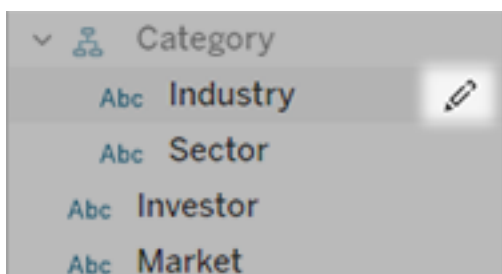 Category
Abc Industry
Abc Sector
Abc Investor
Abc Market